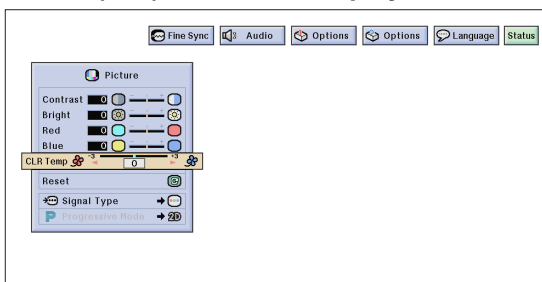 Fine Sync Audio Options Options Language Status
Picture
Contrast 0
Bright 0
Red 0
Blue 0
CLR Temp -3 0 +3
Reset
Signal Type
P Progressive Mode 2D